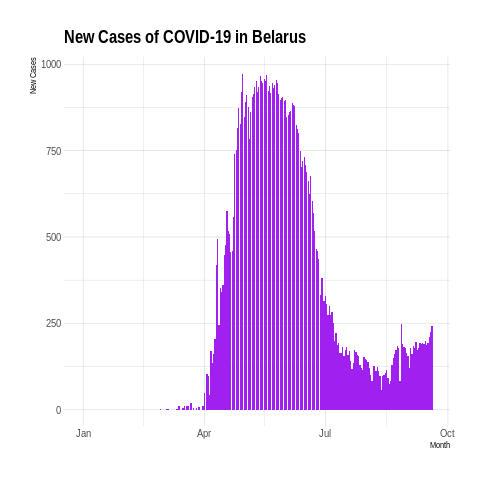 New Cases of COVID-19 in Belarus
New Cases
1000
750
500
250
0
Jan Apr Jul Oct
Month